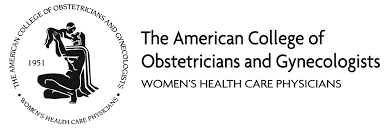 THE AMERICAN COLLEGE OF OBSTETRICIANS AND GYNECOLOGISTS
1951
• WOMEN'S HEALTH CARE PHYSICIANS •
The American College of
Obstetricians and Gynecologists
WOMEN'S HEALTH CARE PHYSICIANS